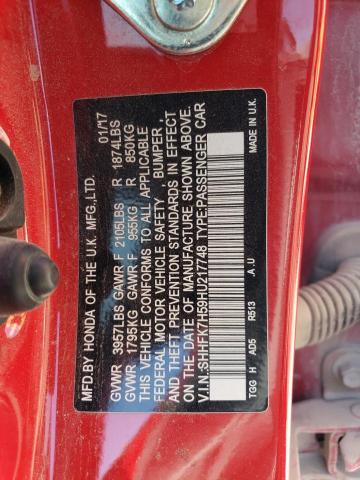 MFD.BY HONDA OF THE U.K. MFG.,LTD. 01/17
GVWR 3957LBS GAWR F 2105LBS R 1874LBS
GVWR 1795KG GAWR F 955KG R 850KG
THIS VEHICLE CONFORMS TO ALL APPLICABLE
FEDERAL MOTOR VEHICLE SAFETY , BUMPER ,
AND THEFT PREVENTION STANDARDS IN EFFECT
ON THE DATE OF MANUFACTURE SHOWN ABOVE.
V.I.N.:SHHFK7H59HU217748 TYPE:PASSENGER CAR
TGG H AD5 R513 .A.U MADE IN U.K.